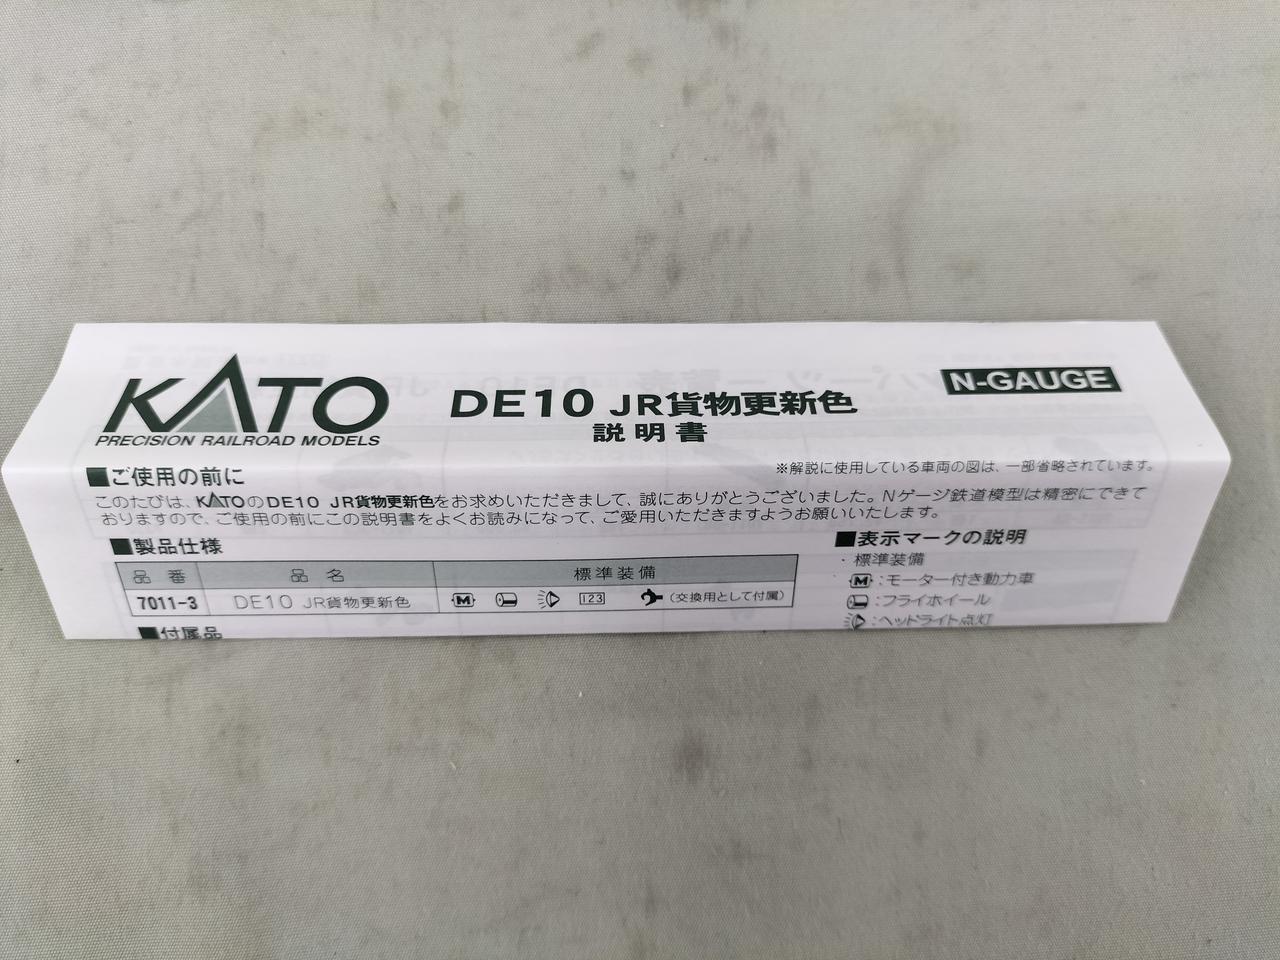 KATO
PRECISION RAILROAD MODELS
DE10 JR貨物更新色
説明書
N-GAUGE
■ご使用の前に
※解説に使用している車両の図は、一部省略されています。
このたびは、KATOのDE10 JR貨物更新色をお求めいただきまして、誠にありがとうございました。Nゲージ鉄道模型は精密にできて
おりますので、ご使用の前にこの説明書をよくお読みになって、ご愛用いただきますようお願いいたします。
■製品仕様
品番 品名 標準装備
7011-3 DE10 JR貨物更新色 M 123 (交換用として付属)
■付属品
■表示マークの説明
・標準装備
M:モーター付き動力車
:フライホイール
:ヘッドライト点灯